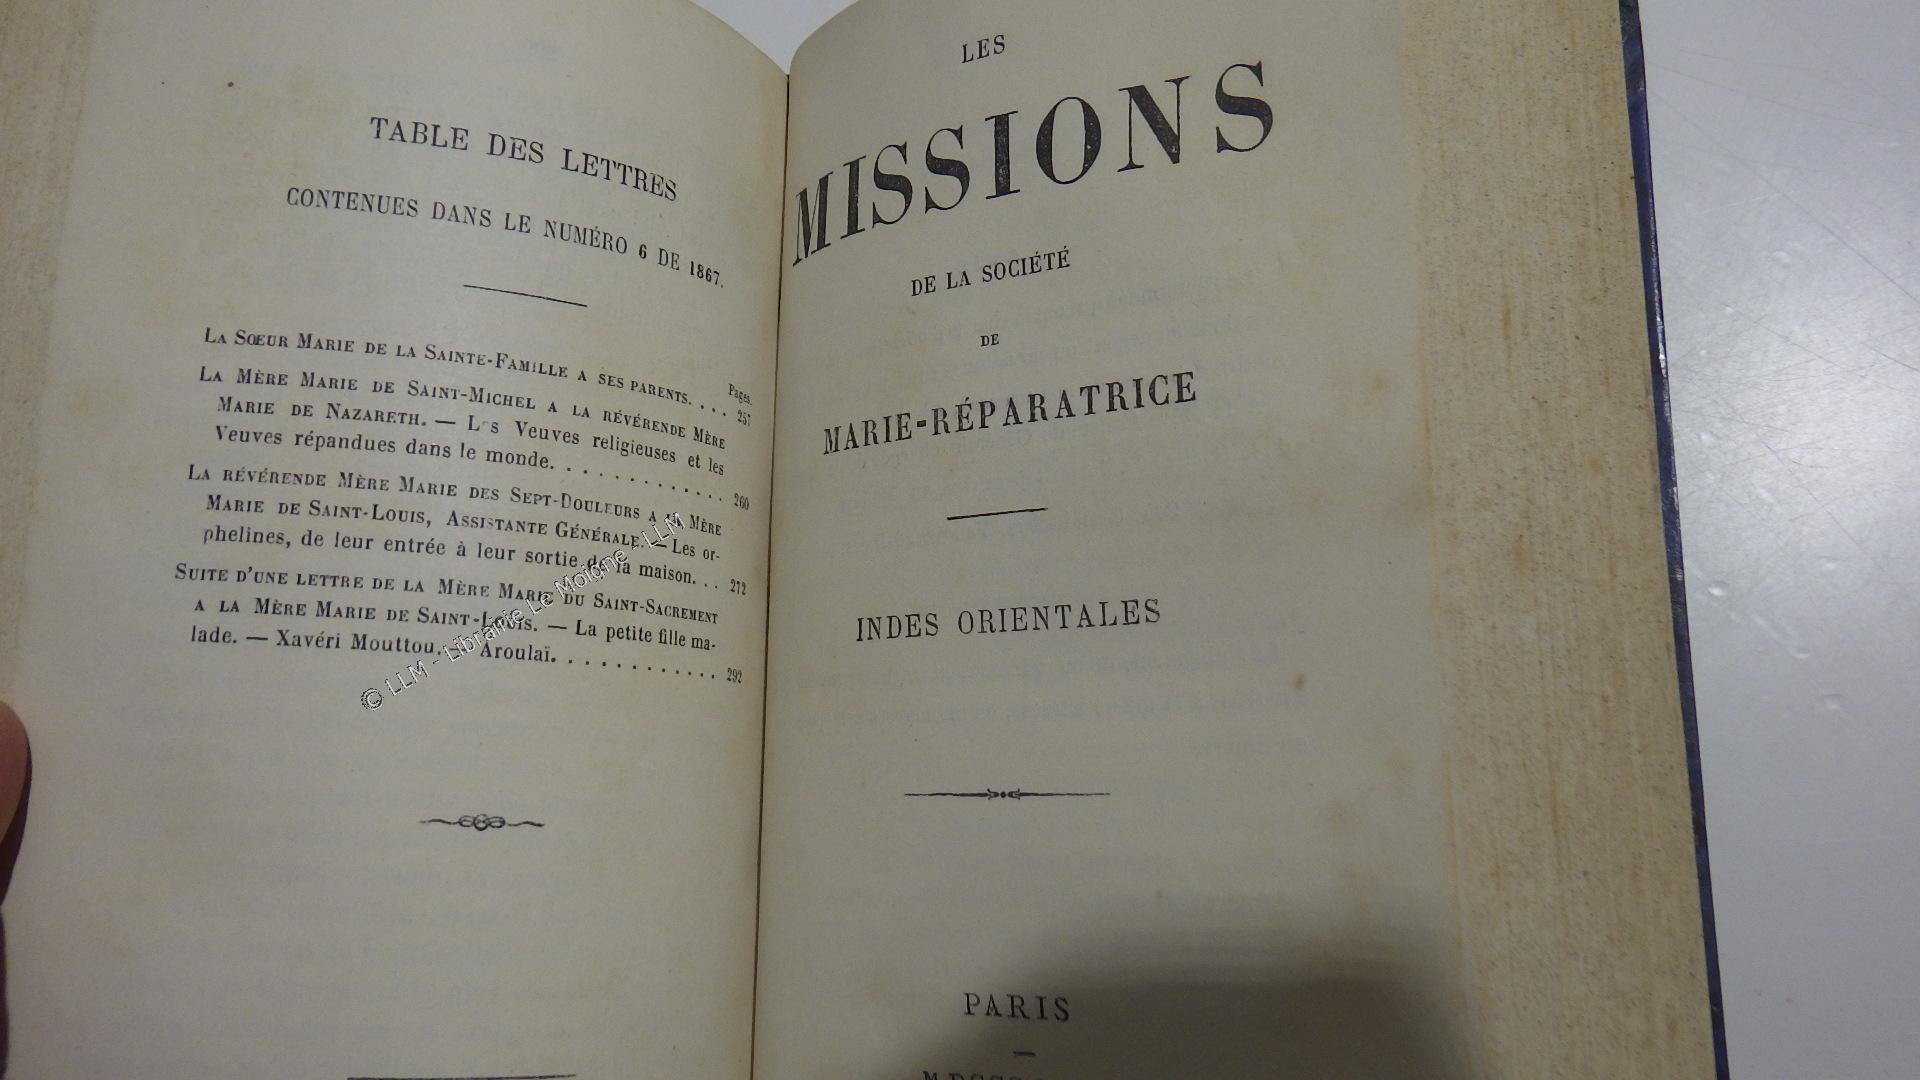 TABLE DES LETTRES
CONTENUES DANS LE NUMÉRO 6 DE 1867.
Pages.
LA SŒUR MARIE DE LA SAINTE-FAMILLE A SES PARENTS. . . . 257
LA MÈRE MARIE DE SAINT-MICHEL A LA RÉVÉRENDE MÈRE
MARIE DE NAZARETH. — L s Veuves religieuses et les
Veuves répandues dans le monde. . . . . . . . . . . . 260
LA RÉVÉRENDE MÈRE MARIE DES SEPT-DOULEURS A LA MÈRE
MARIE DE SAINT-LOUIS, ASSISTANTE GÉNÉRALE. — Les or-
phelines, de leur entrée à leur sortie de la maison. . . 272
SUITE D'UNE LETTRE DE LA MÈRE MARIE DU SAINT-SACREMENT
A LA MÈRE MARIE DE SAINT-LOUIS. — La petite fille ma-
lade. — Xavéri Mouttou. — Aroulaï. . . . . . . . . . . . 292
© LLM - Librairie Le Moigne - LLM
LES
MISSIONS
DE LA SOCIÉTÉ
DE
MARIE-RÉPARATRICE
INDES ORIENTALES
PARIS